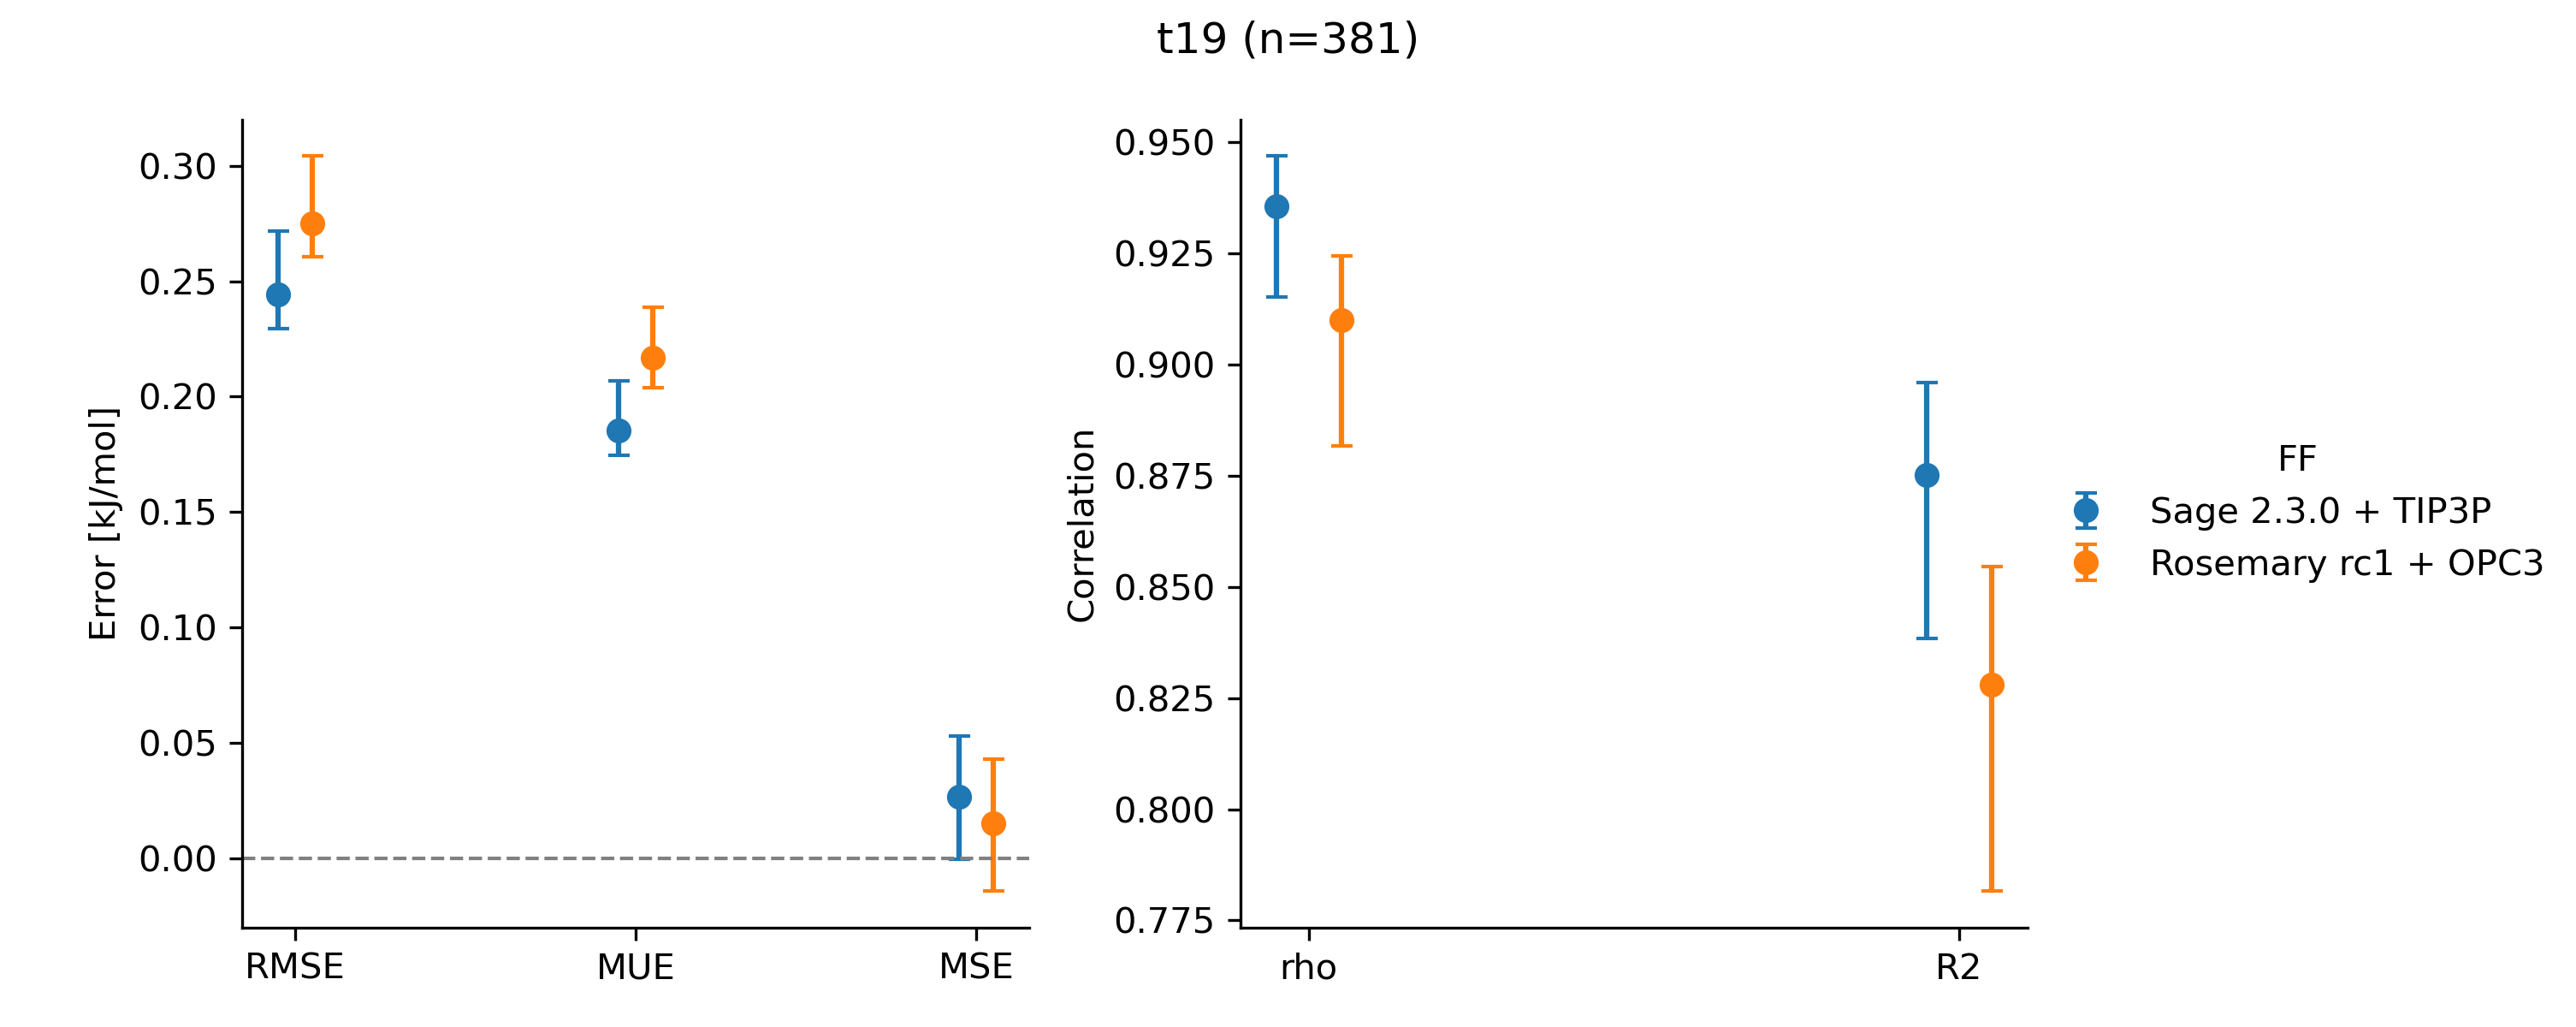 t19 (n=381)
Error [kJ/mol]
0.30
0.25
0.20
0.15
0.10
0.05
0.00
RMSE
MUE
MSE
Correlation
0.950
0.925
0.900
0.875
0.850
0.825
0.800
0.775
rho
R2
FF
Sage 2.3.0 + TIP3P
Rosemary rc1 + OPC3